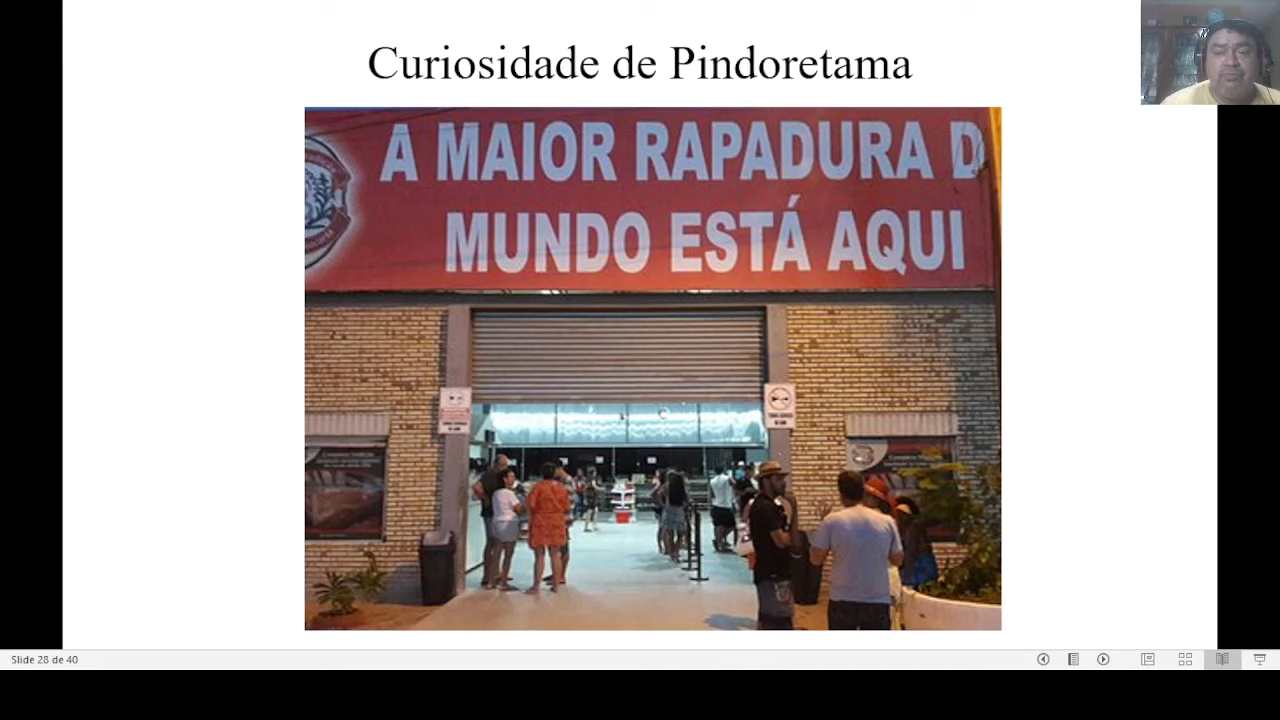 Curiosidade de Pindoretama
A MAIOR RAPADURA D
MUNDO ESTÁ AQUI
Slide 28 de 40